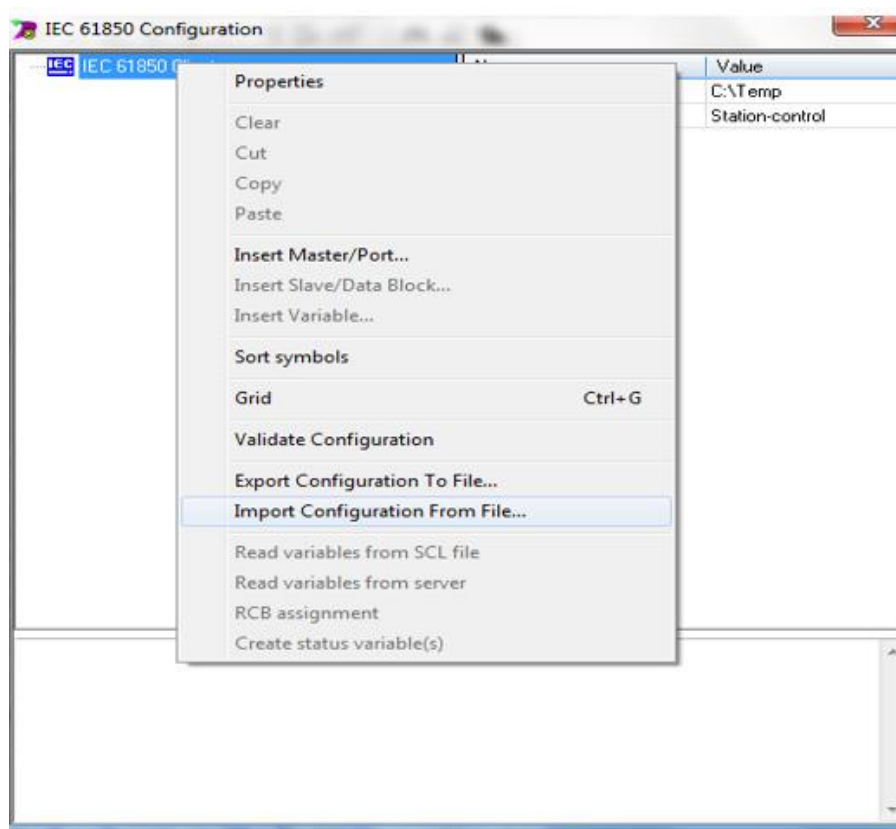 IEC 61850 Configuration
IEC IEC 61850
Value
C:\Temp
Station-control
Properties
Clear
Cut
Copy
Paste
Insert Master/Port...
Insert Slave/Data Block...
Insert Variable...
Sort symbols
Grid Ctrl+G
Validate Configuration
Export Configuration To File...
Import Configuration From File...
Read variables from SCL file
Read variables from server
RCB assignment
Create status variable(s)